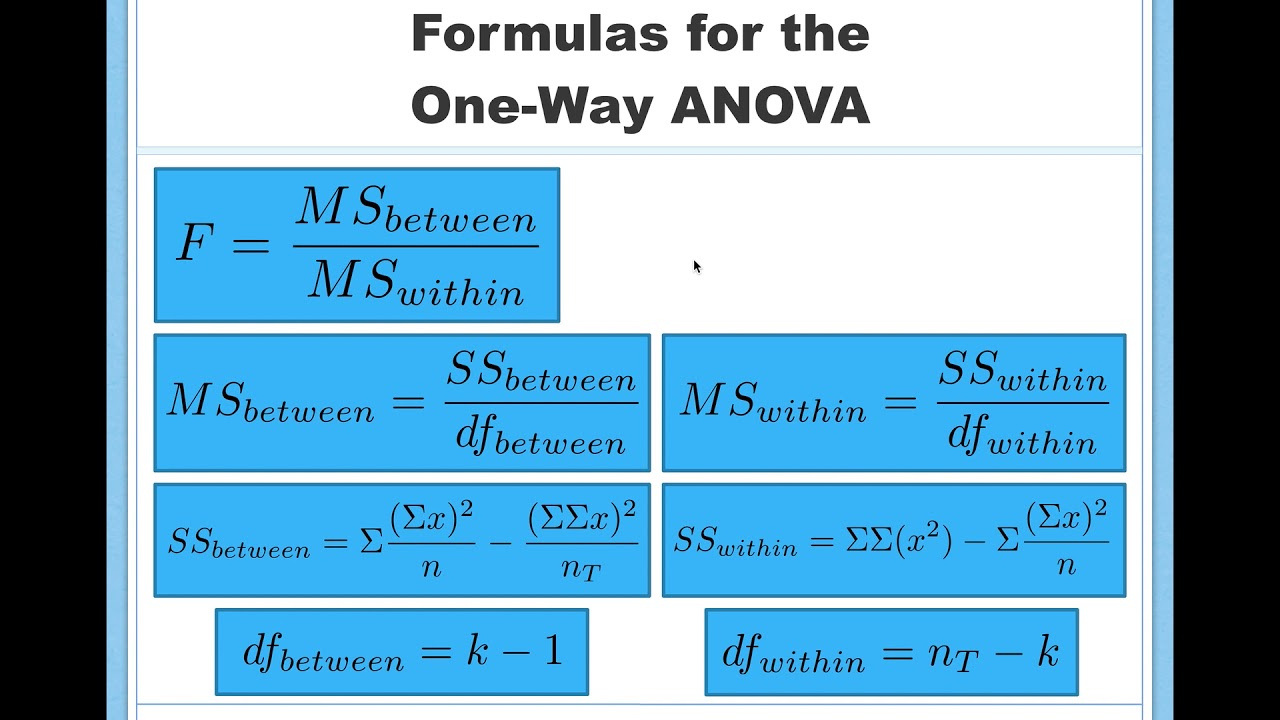 Formulas for the
One-Way ANOVA
F = MS_between / MS_within
MS_between = SS_between / df_between
MS_within = SS_within / df_within
SS_between = Σ (Σx)² / n − (ΣΣx)² / n_T
SS_within = ΣΣ(x²) − Σ (Σx)² / n
df_between = k − 1
df_within = n_T − k